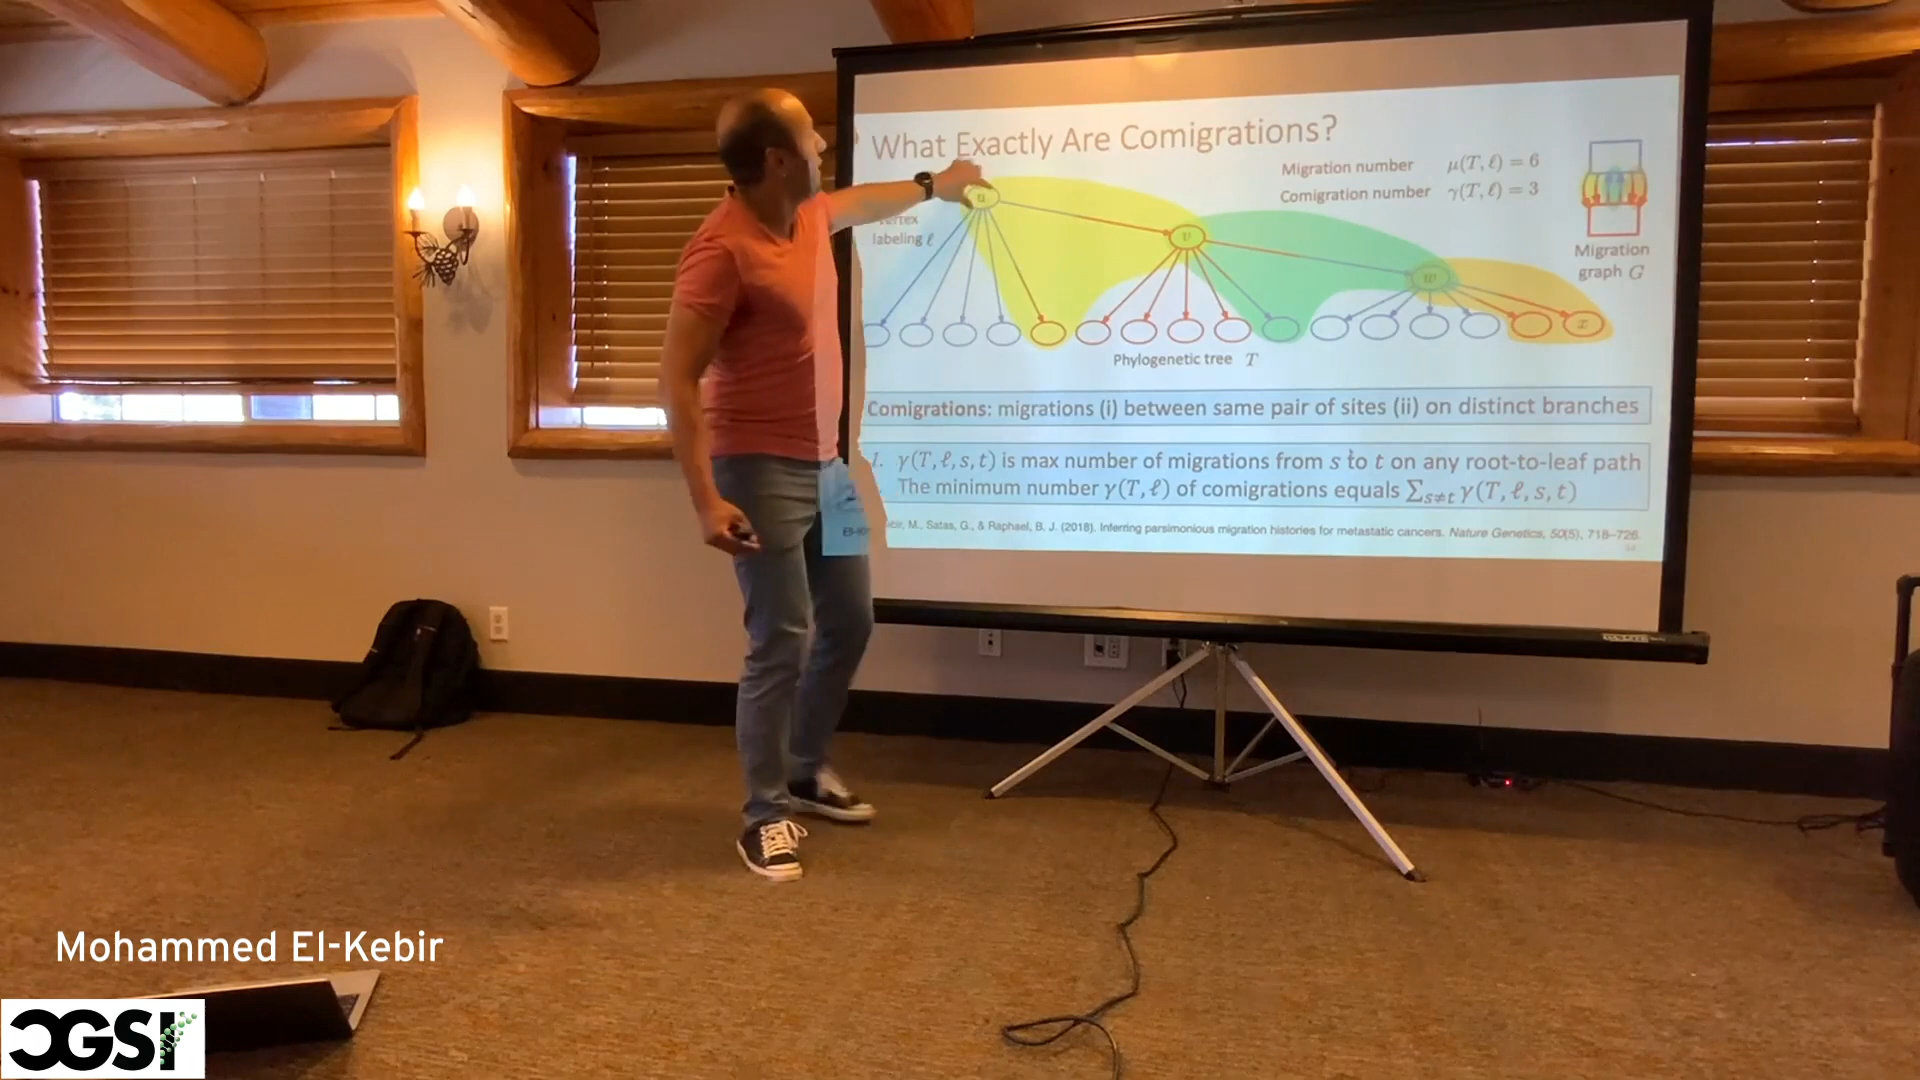 What Exactly Are Comigrations?
Migration number μ(T, ℓ) = 6
Comigration number γ(T, ℓ) = 3
labeling ℓ
u
v
w
x
Migration
graph G
Phylogenetic tree T
Comigrations: migrations (i) between same pair of sites (ii) on distinct branches
1. γ(T, ℓ, s, t) is max number of migrations from s to t on any root-to-leaf path
2. The minimum number γ(T, ℓ) of comigrations equals ∑s≠t γ(T, ℓ, s, t)
M., Satas, G., & Raphael, B. J. (2018). Inferring parsimonious migration histories for metastatic cancers. Nature Genetics, 50(5), 718–726.
Mohammed El-Kebir
CGSI